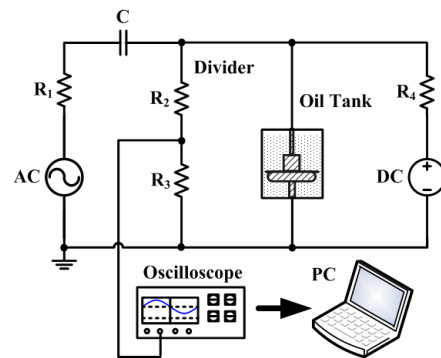 C
Divider
R1
R2
Oil Tank
R4
AC
R3
DC
Oscilloscope
PC